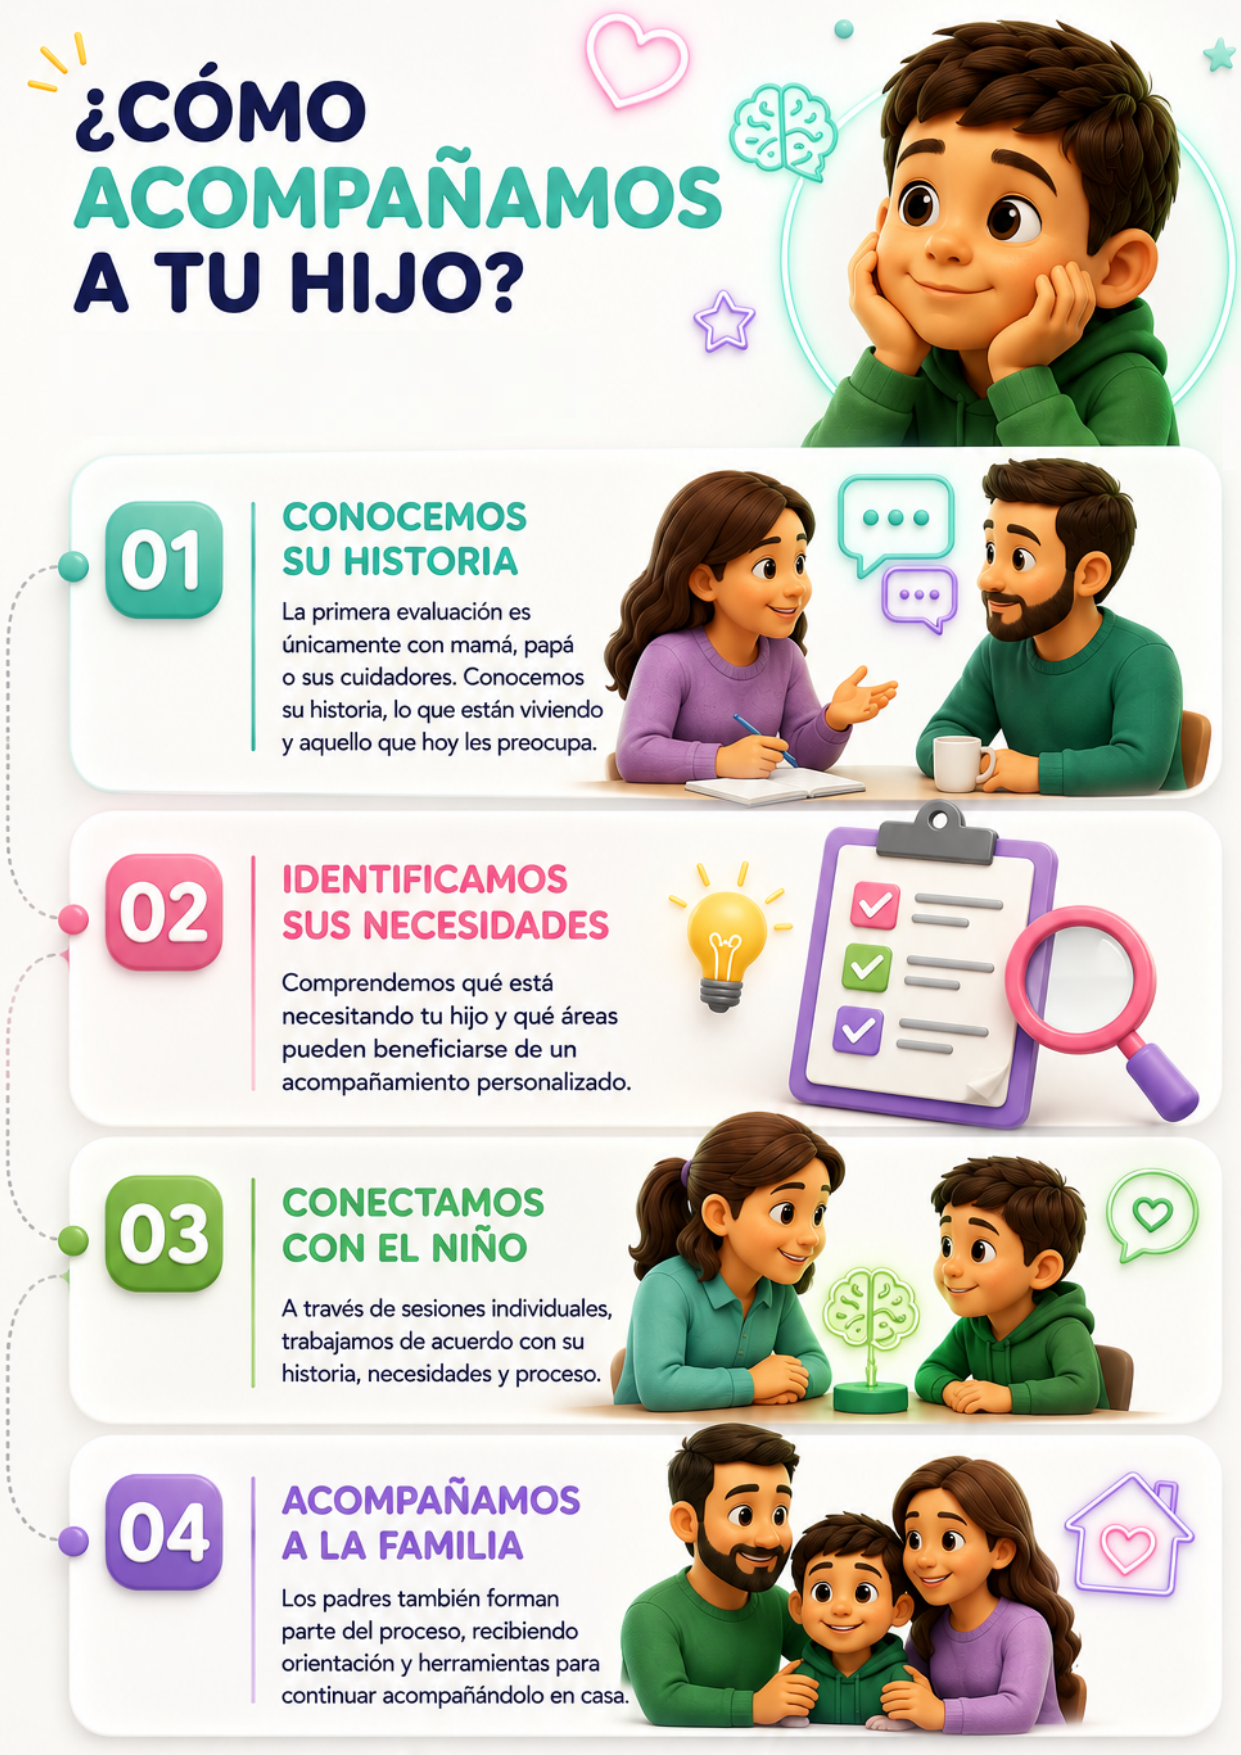 ¿CÓMO
ACOMPAÑAMOS
A TU HIJO?
01
CONOCEMOS
SU HISTORIA
La primera evaluación es
únicamente con mamá, papá
o sus cuidadores. Conocemos
su historia, lo que están viviendo
y aquello que hoy les preocupa.
02
IDENTIFICAMOS
SUS NECESIDADES
Comprendemos qué está
necesitando tu hijo y qué áreas
pueden beneficiarse de un
acompañamiento personalizado.
03
CONECTAMOS
CON EL NIÑO
A través de sesiones individuales,
trabajamos de acuerdo con su
historia, necesidades y proceso.
04
ACOMPAÑAMOS
A LA FAMILIA
Los padres también forman
parte del proceso, recibiendo
orientación y herramientas para
continuar acompañándolo en casa.